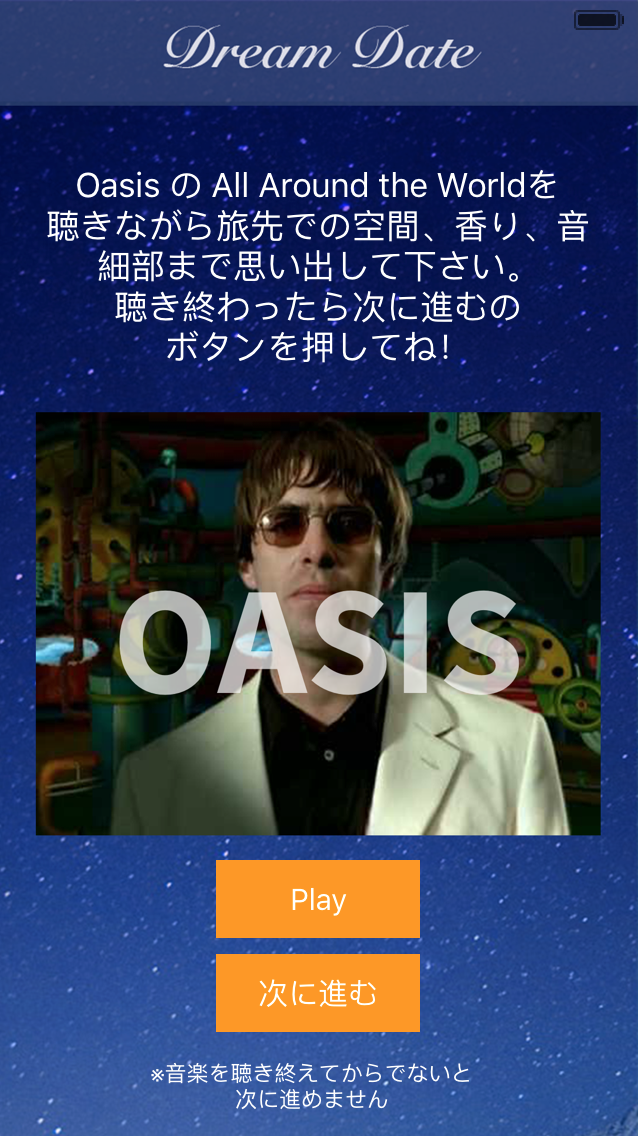 Dream Date
Oasis の All Around the Worldを
聴きながら旅先での空間、香り、音
細部まで思い出して下さい。
聴き終わったら次に進むの
ボタンを押してね！
OASIS
Play
次に進む
※音楽を聴き終えてからでないと
次に進めません